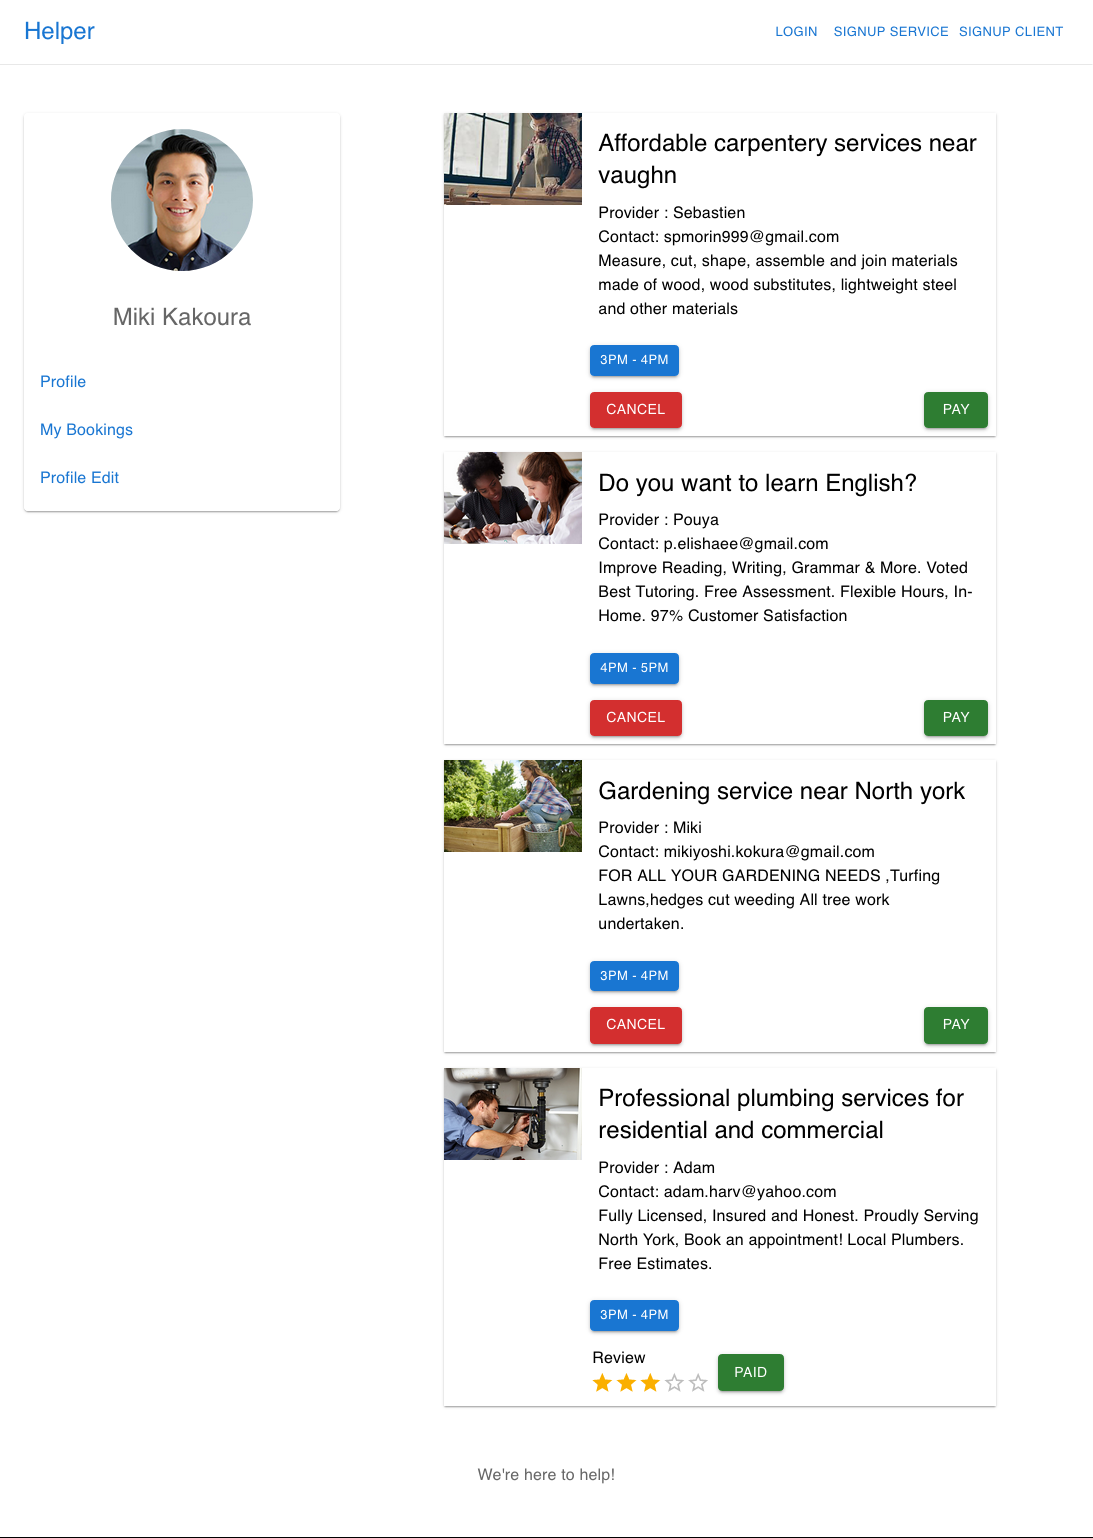 Helper
LOGIN
SIGNUP SERVICE
SIGNUP CLIENT
Miki Kakoura
Profile
My Bookings
Profile Edit
Affordable carpentery services near
vaughn
Provider : Sebastien
Contact: spmorin999@gmail.com
Measure, cut, shape, assemble and join materials
made of wood, wood substitutes, lightweight steel
and other materials
3PM - 4PM
CANCEL
PAY
Do you want to learn English?
Provider : Pouya
Contact: p.elishaee@gmail.com
Improve Reading, Writing, Grammar & More. Voted
Best Tutoring. Free Assessment. Flexible Hours, In-
Home. 97% Customer Satisfaction
4PM - 5PM
CANCEL
PAY
Gardening service near North york
Provider : Miki
Contact: mikiyoshi.kokura@gmail.com
FOR ALL YOUR GARDENING NEEDS ,Turfing
Lawns,hedges cut weeding All tree work
undertaken.
3PM - 4PM
CANCEL
PAY
Professional plumbing services for
residential and commercial
Provider : Adam
Contact: adam.harv@yahoo.com
Fully Licensed, Insured and Honest. Proudly Serving
North York, Book an appointment! Local Plumbers.
Free Estimates.
3PM - 4PM
Review
PAID
We're here to help!